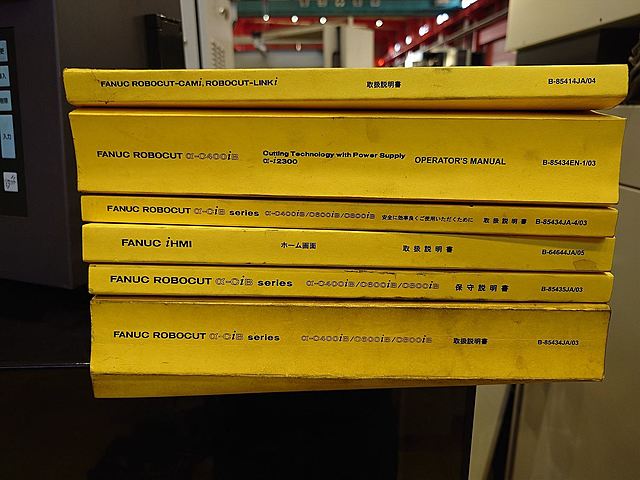 FANUC ROBOCUT-CAMi, ROBOCUT-LINKi 取扱説明書 B-85414JA/04
FANUC ROBOCUT α-C400iB Cutting Technology with Power Supply OPERATOR'S MANUAL B-85434EN-1/03
α-i2300
FANUC ROBOCUT α-CiB series α-C400iB/C600iB/C800iB 安全に効率良くご使用いただくために 取扱説明書 B-85434JA-4/03
FANUC iHMI ホーム画面 取扱説明書 B-64644JA/05
FANUC ROBOCUT α-CiB series α-C400iB/C600iB/C800iB 保守説明書 B-85435JA/03
FANUC ROBOCUT α-CiB series α-C400iB/C600iB/C800iB 取扱説明書 B-85434JA/03
入力